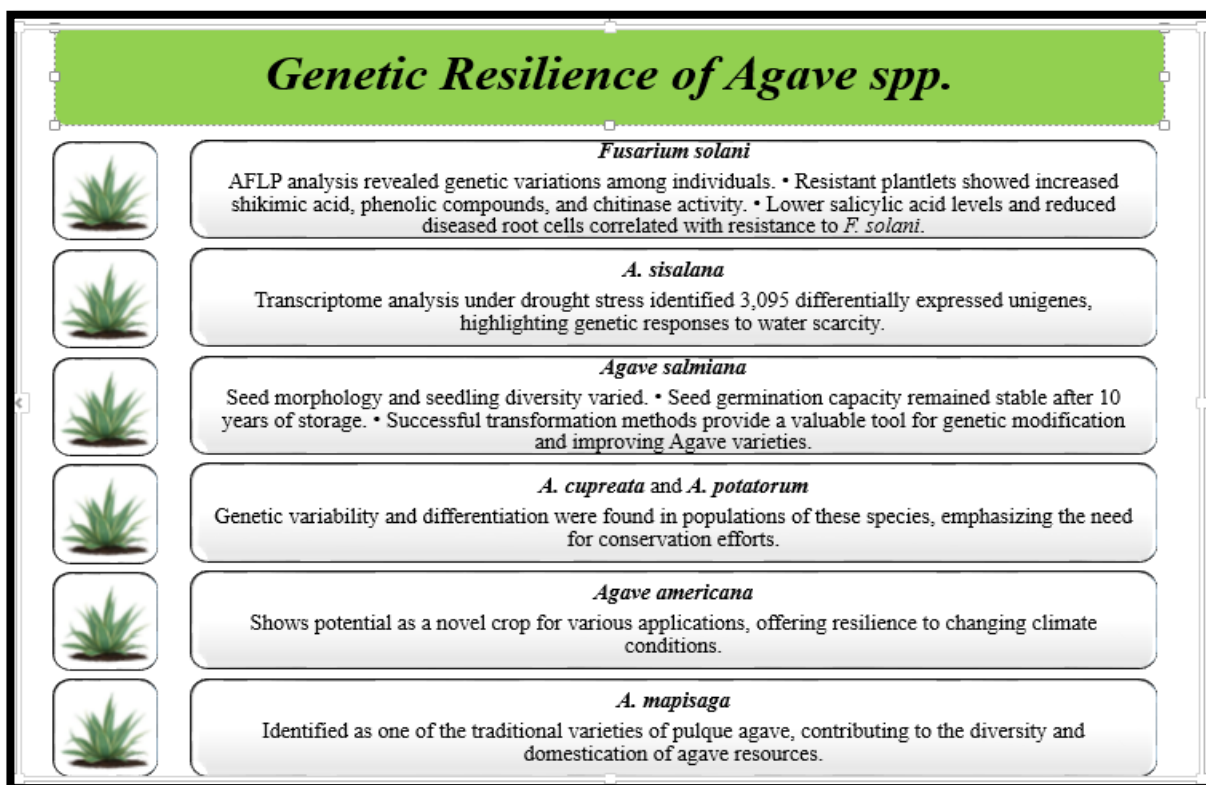 Genetic Resilience of Agave spp.
Fusarium solani
AFLP analysis revealed genetic variations among individuals. • Resistant plantlets showed increased
shikimic acid, phenolic compounds, and chitinase activity. • Lower salicylic acid levels and reduced
diseased root cells correlated with resistance to F. solani.
A. sisalana
Transcriptome analysis under drought stress identified 3,095 differentially expressed unigenes,
highlighting genetic responses to water scarcity.
Agave salmiana
Seed morphology and seedling diversity varied. • Seed germination capacity remained stable after 10
years of storage. • Successful transformation methods provide a valuable tool for genetic modification
and improving Agave varieties.
A. cupreata and A. potatorum
Genetic variability and differentiation were found in populations of these species, emphasizing the need
for conservation efforts.
Agave americana
Shows potential as a novel crop for various applications, offering resilience to changing climate
conditions.
A. mapisaga
Identified as one of the traditional varieties of pulque agave, contributing to the diversity and
domestication of agave resources.